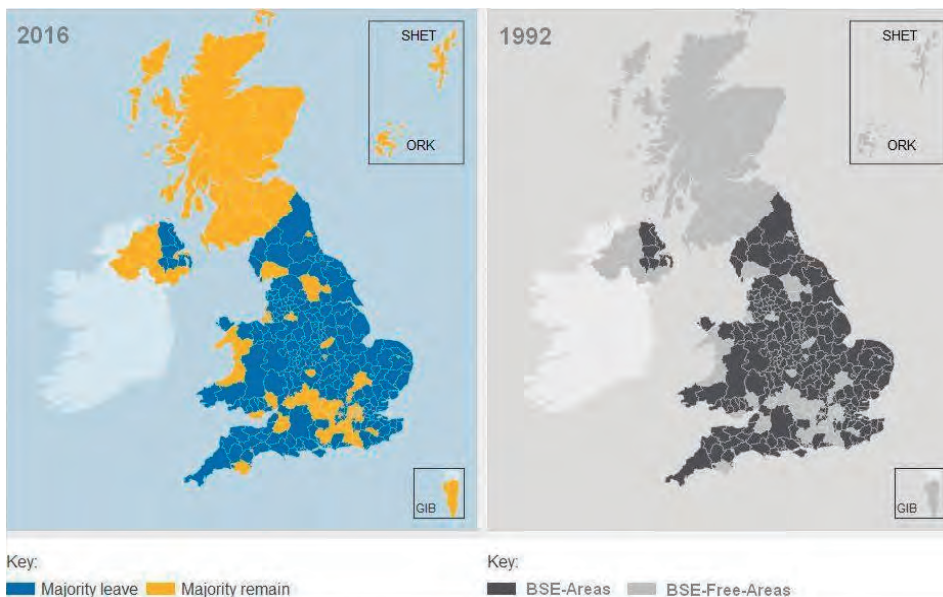 2016
SHET
ORK
GIB
Key:
Majority leave Majority remain
1992
SHET
ORK
GIB
Key:
BSE-Areas BSE-Free-Areas